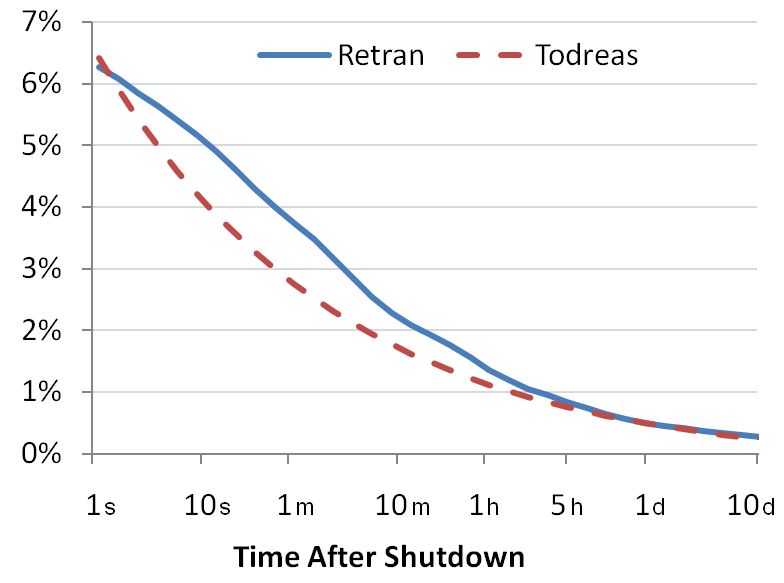 7%
Retran Todreas
6%
5%
4%
3%
2%
1%
0%
1s 10s 1m 10m 1h 5h 1d 10d
Time After Shutdown